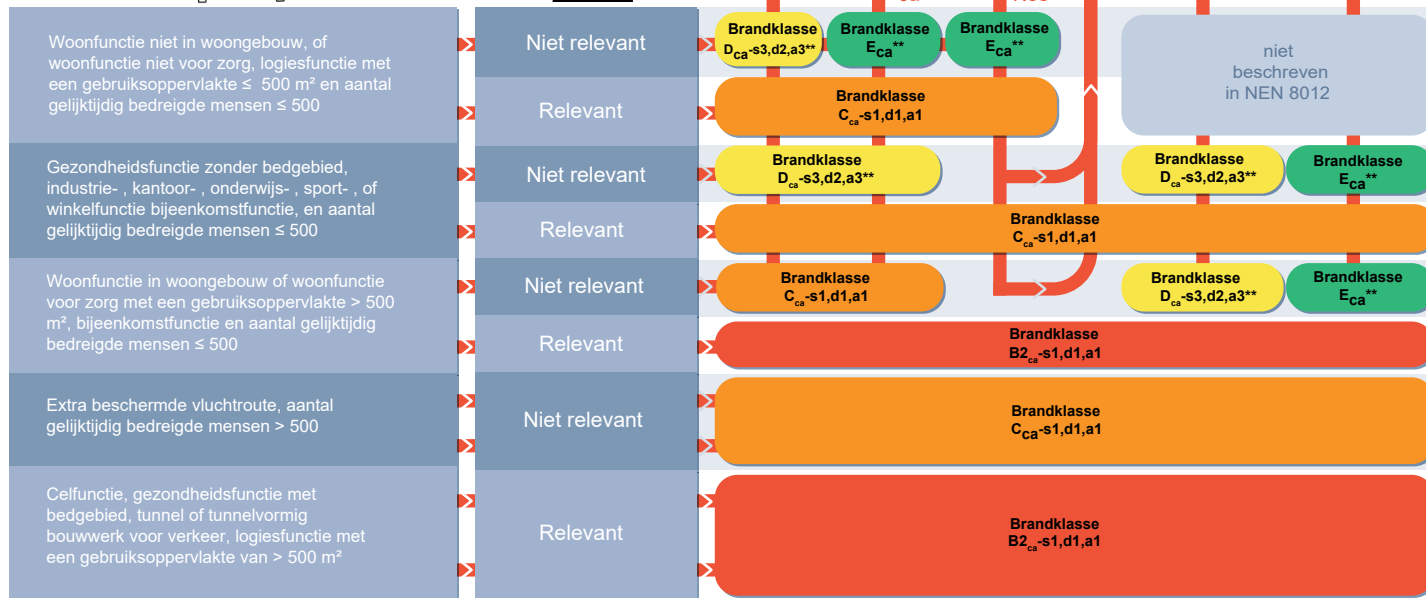 Woonfunctie niet in woongebouw, of
woonfunctie niet voor zorg, logiesfunctie met
een gebruiksoppervlakte ≤ 500 m² en aantal
gelijktijdig bedreigde mensen ≤ 500
Niet relevant
Brandklasse
Dca-s3,d2,a3**
Brandklasse
Eca**
Brandklasse
Eca**
niet
beschreven
in NEN 8012
Relevant
Brandklasse
Cca-s1,d1,a1
Gezondheidsfunctie zonder bedgebied,
industrie- , kantoor- , onderwijs- , sport- , of
winkelfunctie bijeenkomstfunctie, en aantal
gelijktijdig bedreigde mensen ≤ 500
Niet relevant
Brandklasse
Dca-s3,d2,a3**
Brandklasse
Dca-s3,d2,a3**
Brandklasse
Eca**
Relevant
Brandklasse
Cca-s1,d1,a1
Woonfunctie in woongebouw of woonfunctie
voor zorg met een gebruiksoppervlakte > 500
m², bijeenkomstfunctie en aantal gelijktijdig
bedreigde mensen ≤ 500
Niet relevant
Brandklasse
Cca-s1,d1,a1
Brandklasse
Dca-s3,d2,a3**
Brandklasse
Eca**
Relevant
Brandklasse
B2ca-s1,d1,a1
Extra beschermde vluchtroute, aantal
gelijktijdig bedreigde mensen > 500
Niet relevant
Brandklasse
Cca-s1,d1,a1
Celfunctie, gezondheidsfunctie met
bedgebied, tunnel of tunnelvormig
bouwwerk voor verkeer, logiesfunctie met
een gebruiksoppervlakte van > 500 m²
Relevant
Brandklasse
B2ca-s1,d1,a1